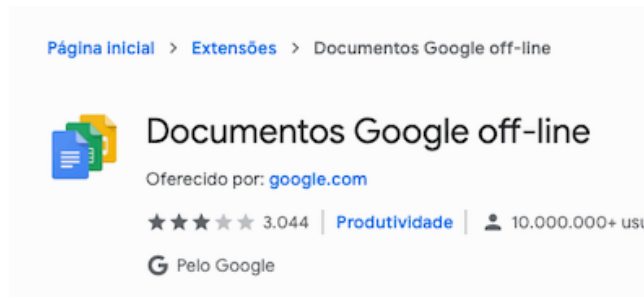 Página inicial > Extensões > Documentos Google off-line
Documentos Google off-line
Oferecido por: google.com
3.044 | Produtividade | 10.000.000+
Pelo Google